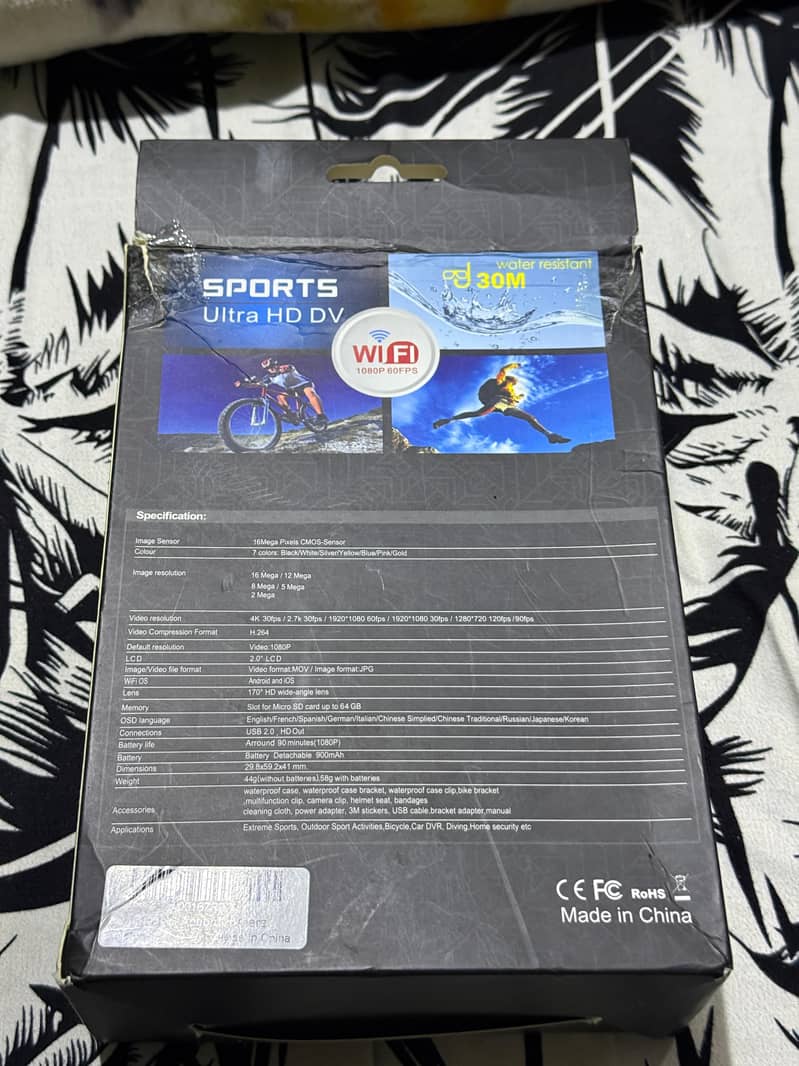 water resistant
30M
SPORTS
Ultra HD DV
WiFi
1080P 60FPS
Specification:
Image Sensor 16Mega Pixels CMOS-Sensor
Colour 7 colors: Black/White/Silver/Yellow/Blue/Pink/Gold
Image resolution 16 Mega / 12 Mega
8 Mega / 5 Mega
2 Mega
Video resolution 4K 30fps / 2.7k 30fps / 1920*1080 60fps / 1920*1080 30fps / 1280*720 120fps /90fps
Video Compression Format H.264
Default resolution Video:1080P
LCD 2.0" LCD
Image/Video file format Video format:MOV / Image format:JPG
WiFi OS Android and iOS
Lens 170° HD wide-angle lens
Memory Slot for Micro SD card up to 64 GB
OSD language English/French/Spanish/German/Italian/Chinese Simplied/Chinese Traditional/Russian/Japanese/Korean
Connections USB 2.0 , HD Out
Battery life Arround 90 minutes(1080P)
Battery Battery Detachable 900mAh
Dimensions 29.8x59.2x41 mm.
Weight 44g(without batteries),58g with batteries
waterproof case, waterproof case bracket, waterproof case clip,bike bracket
,multifunction clip, camera clip, helmet seat, bandages
Accessories cleaning cloth, power adapter, 3M stickers, USB cable,bracket adapter,manual
Applications Extreme Sports, Outdoor Sport Activities,Bicycle,Car DVR, Diving,Home security etc
CE FC RoHS
Made in China
in China